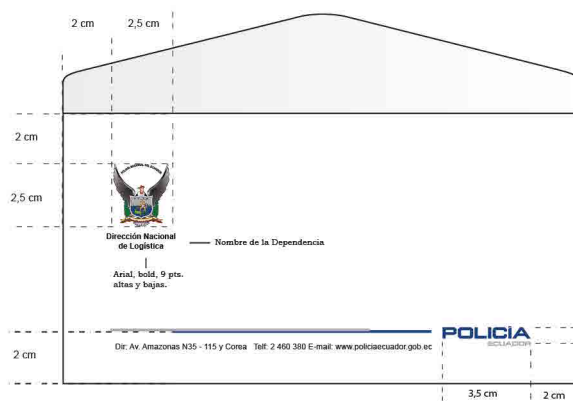 2 cm
2,5 cm
2 cm
2,5 cm
Dirección Nacional
de Logística
Nombre de la Dependencia
Arial, bold, 9 pts.
altas y bajas.
POLICÍA
ECUADOR
2 cm
Dir: Av. Amazonas N35 - 115 y Corea Telf: 2 460 380 E-mail: www.policiaecuador.gob.ec
3,5 cm
2 cm